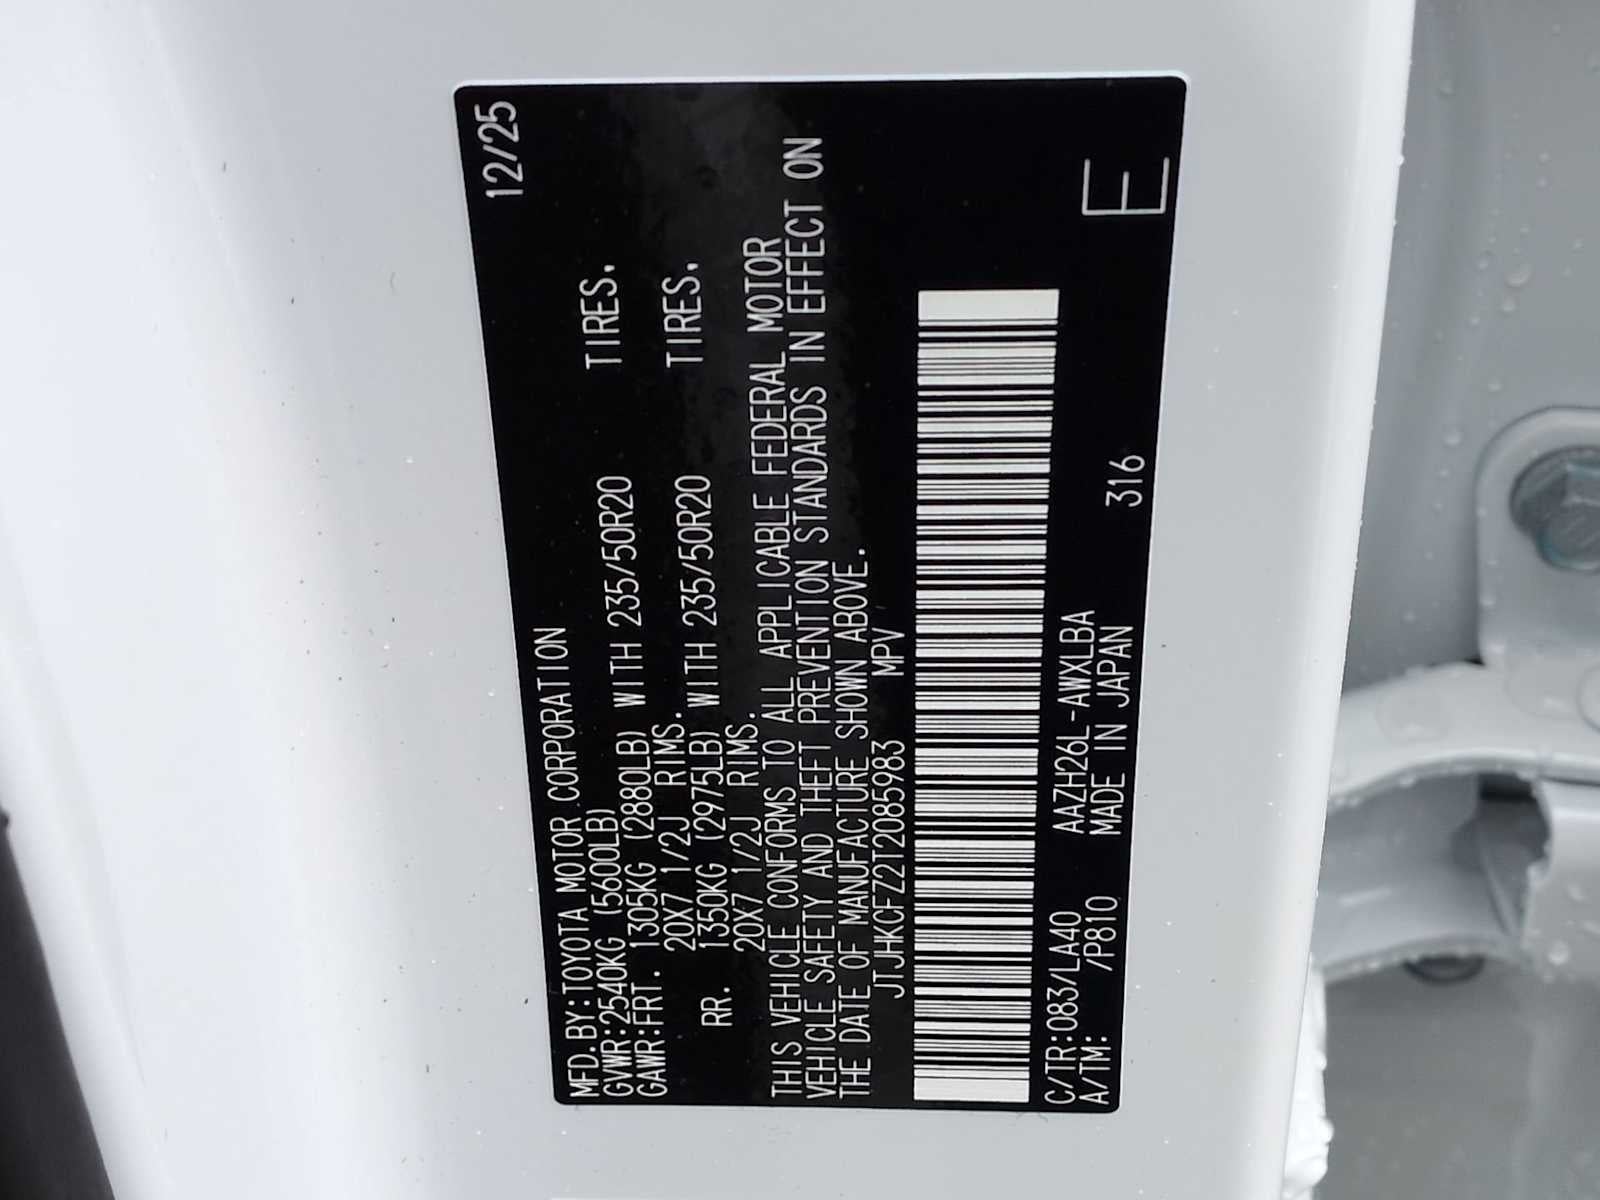 12/25
MFD.BY:TOYOTA MOTOR CORPORATION
GVWR:2540KG (5600LB)
GAWR:FRT. 1305KG (2880LB) WITH 235/50R20 TIRES.
20X7 1/2J RIMS.
RR. 1350KG (2975LB) WITH 235/50R20 TIRES.
20X7 1/2J RIMS.
THIS VEHICLE CONFORMS TO ALL APPLICABLE FEDERAL MOTOR
VEHICLE SAFETY AND THEFT PREVENTION STANDARDS IN EFFECT ON
THE DATE OF MANUFACTURE SHOWN ABOVE.
JTJHKCFZ2T2085983 MPV
C/TR:083/LA40 AAZH26L-AWXLBA
A/TM: /P810 MADE IN JAPAN 316
E